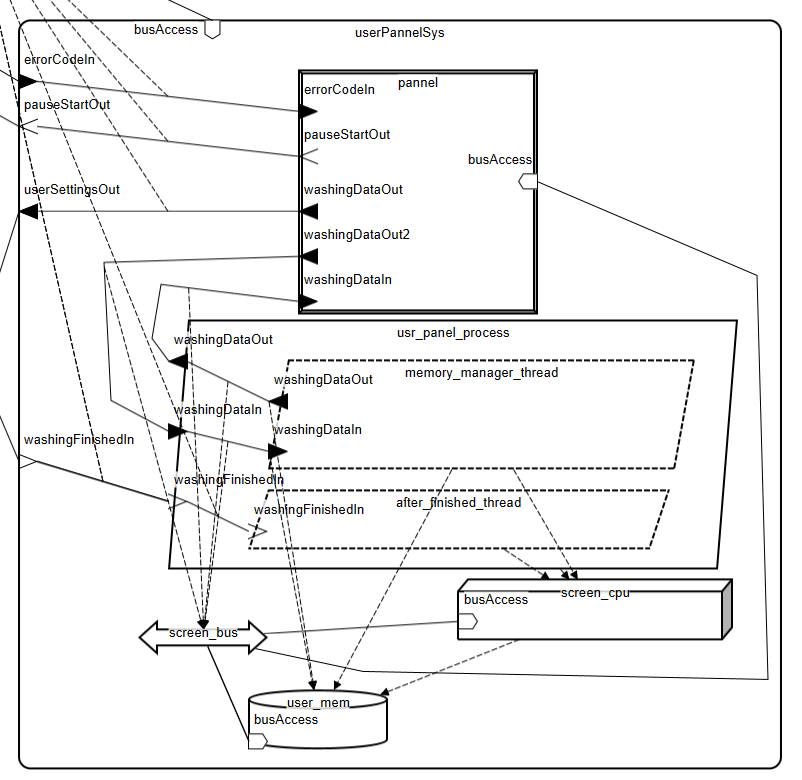 busAccess
userPannelSys
errorCodeIn
pannel
errorCodeIn
pauseStartOut
pauseStartOut
busAccess
userSettingsOut
washingDataOut
washingDataOut2
washingDataIn
usr_panel_process
washingDataOut
memory_manager_thread
washingDataOut
washingDataIn
washingDataIn
washingFinishedIn
washingFinishedIn
after_finished_thread
washingFinishedIn
screen_cpu
busAccess
screen_bus
user_mem
busAccess